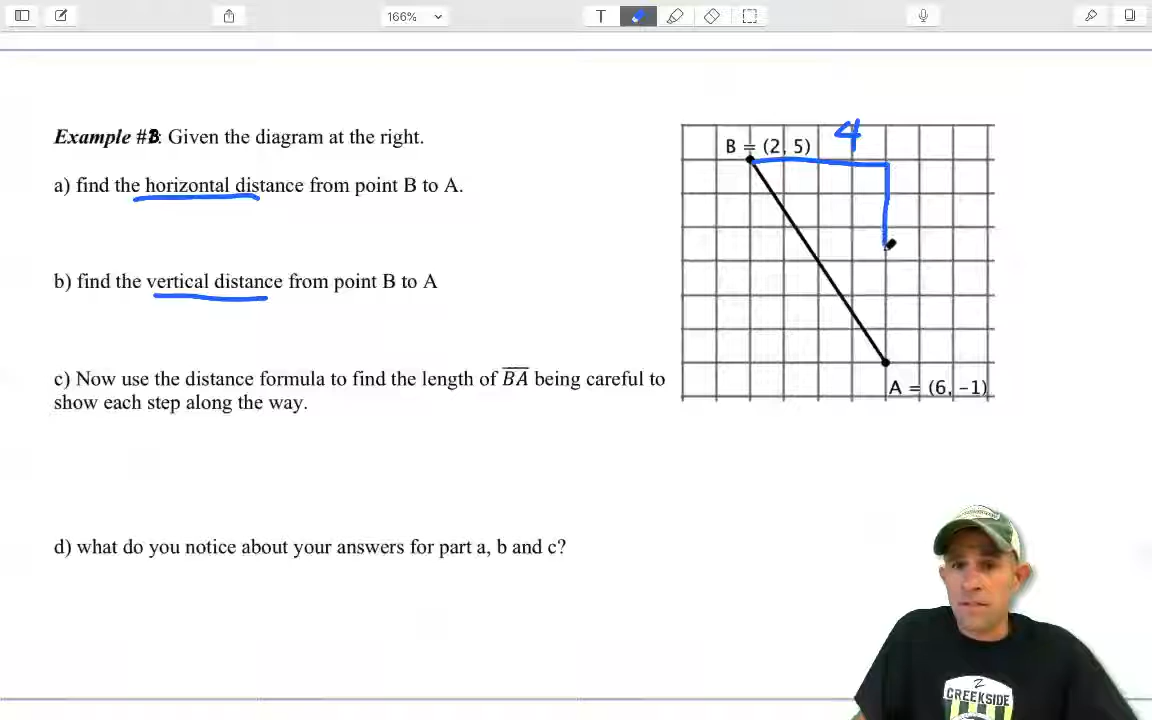 T
166%
Example #3: Given the diagram at the right.
a) find the horizontal distance from point B to A.
b) find the vertical distance from point B to A
c) Now use the distance formula to find the length of BA being careful to
show each step along the way.
d) what do you notice about your answers for part a, b and c?
4
B = (2, 5)
A = (6, -1)
2
CREEKSIDE